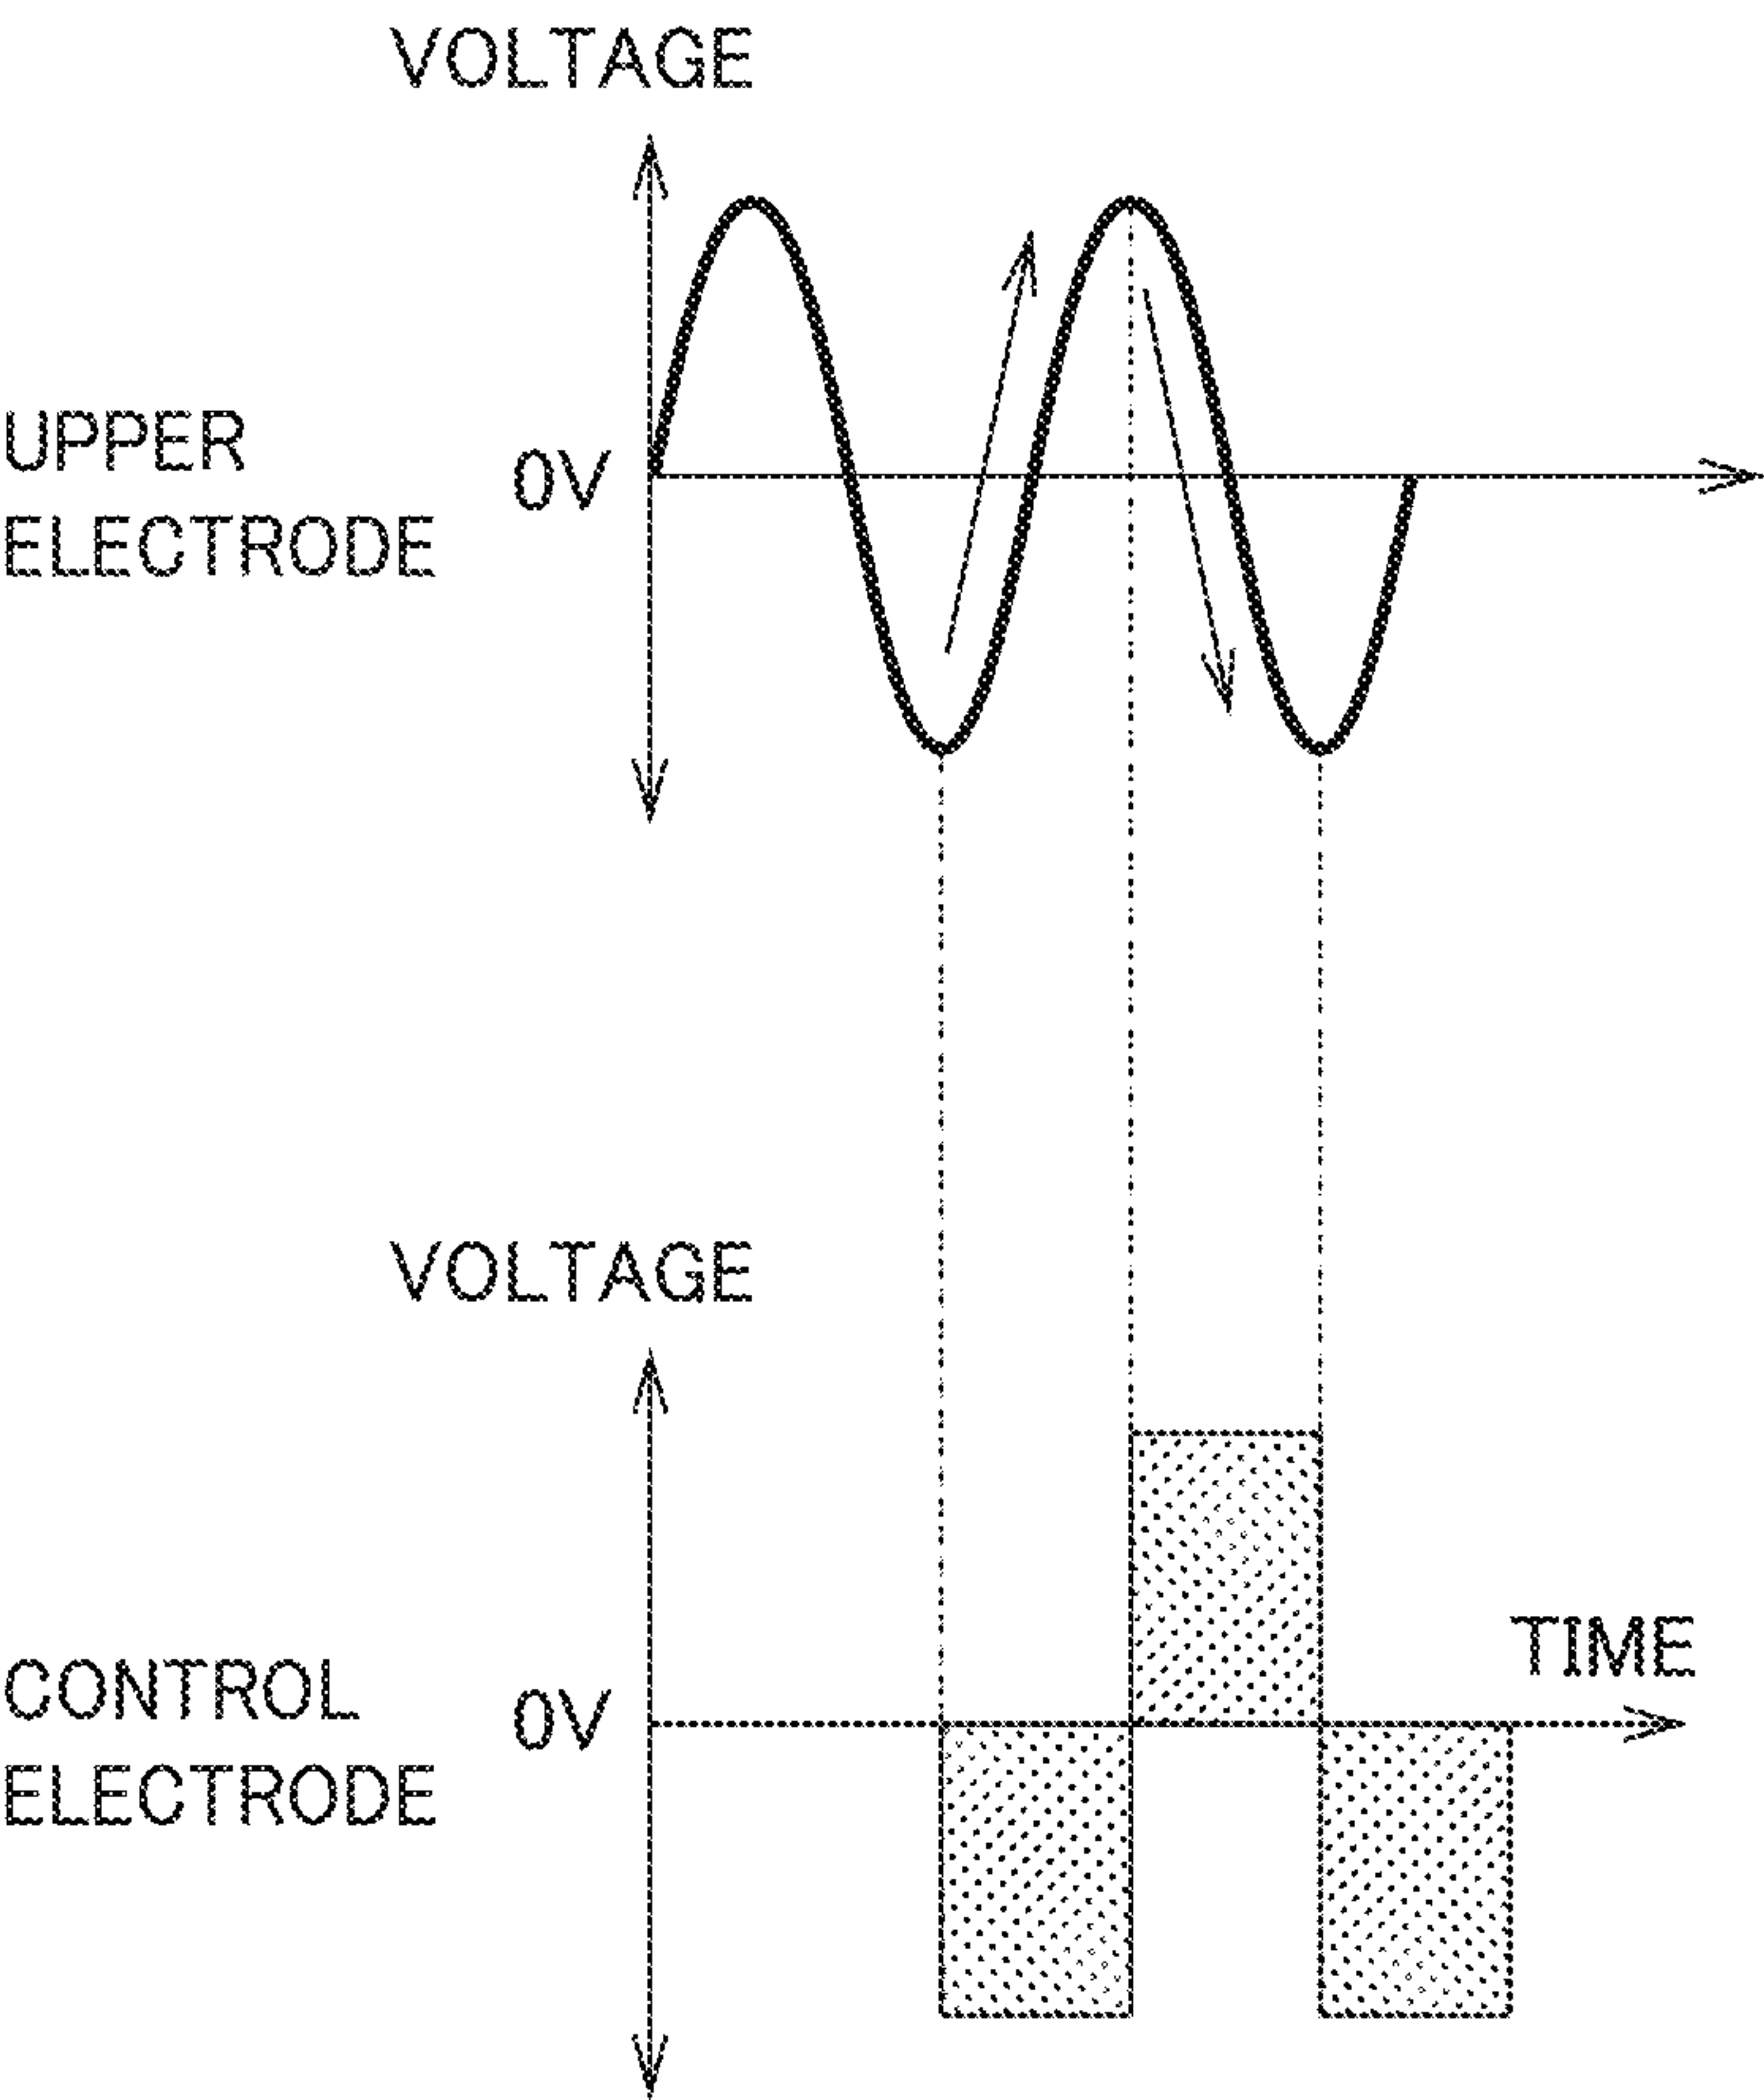 VOLTAGE
UPPER
ELECTRODE
0V
VOLTAGE
TIME
CONTROL
ELECTRODE
0V